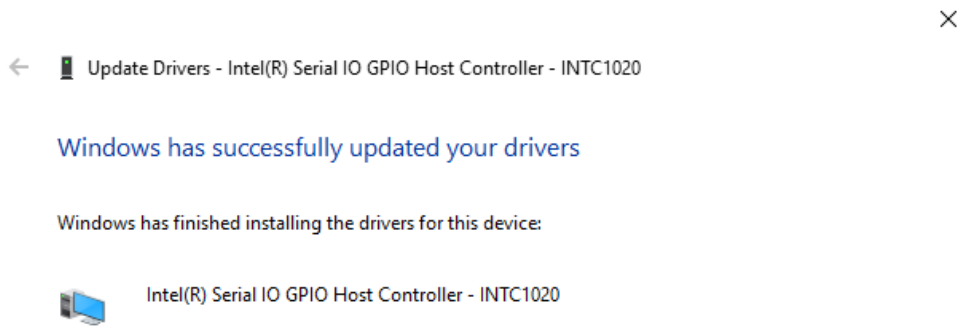 Update Drivers - Intel(R) Serial IO GPIO Host Controller - INTC1020
Windows has successfully updated your drivers
Windows has finished installing the drivers for this device:
Intel(R) Serial IO GPIO Host Controller - INTC1020